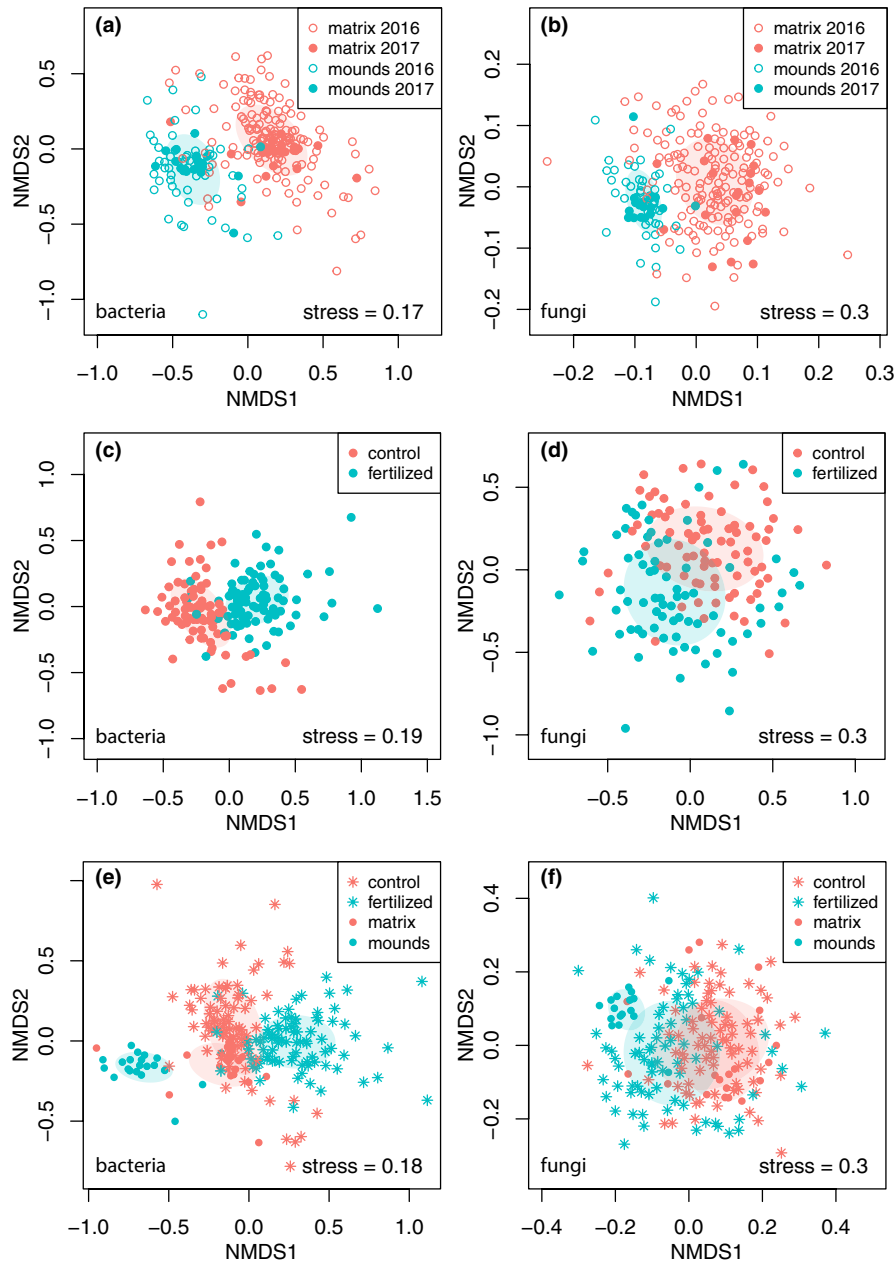 (a)
matrix 2016
matrix 2017
mounds 2016
mounds 2017
NMDS2
0.5
0.0
−0.5
−1.0
bacteria
stress = 0.17
−1.0
−0.5
0.0
0.5
1.0
NMDS1
(b)
matrix 2016
matrix 2017
mounds 2016
mounds 2017
NMDS2
0.2
0.1
0.0
−0.1
−0.2
fungi
stress = 0.3
−0.2
−0.1
0.0
0.1
0.2
0.3
NMDS1
(c)
control
fertilized
NMDS2
1.0
0.5
0.0
−0.5
−1.0
bacteria
stress = 0.19
−1.0
−0.5
0.0
0.5
1.0
1.5
NMDS1
(d)
control
fertilized
NMDS2
0.5
0.0
−0.5
−1.0
fungi
stress = 0.3
−0.5
0.0
0.5
1.0
NMDS1
(e)
control
fertilized
matrix
mounds
NMDS2
1.0
0.5
0.0
−0.5
bacteria
stress = 0.18
−1.0
−0.5
0.0
0.5
1.0
NMDS1
(f)
control
fertilized
matrix
mounds
NMDS2
0.4
0.2
0.0
−0.2
fungi
stress = 0.3
−0.4
−0.2
0.0
0.2
0.4
NMDS1